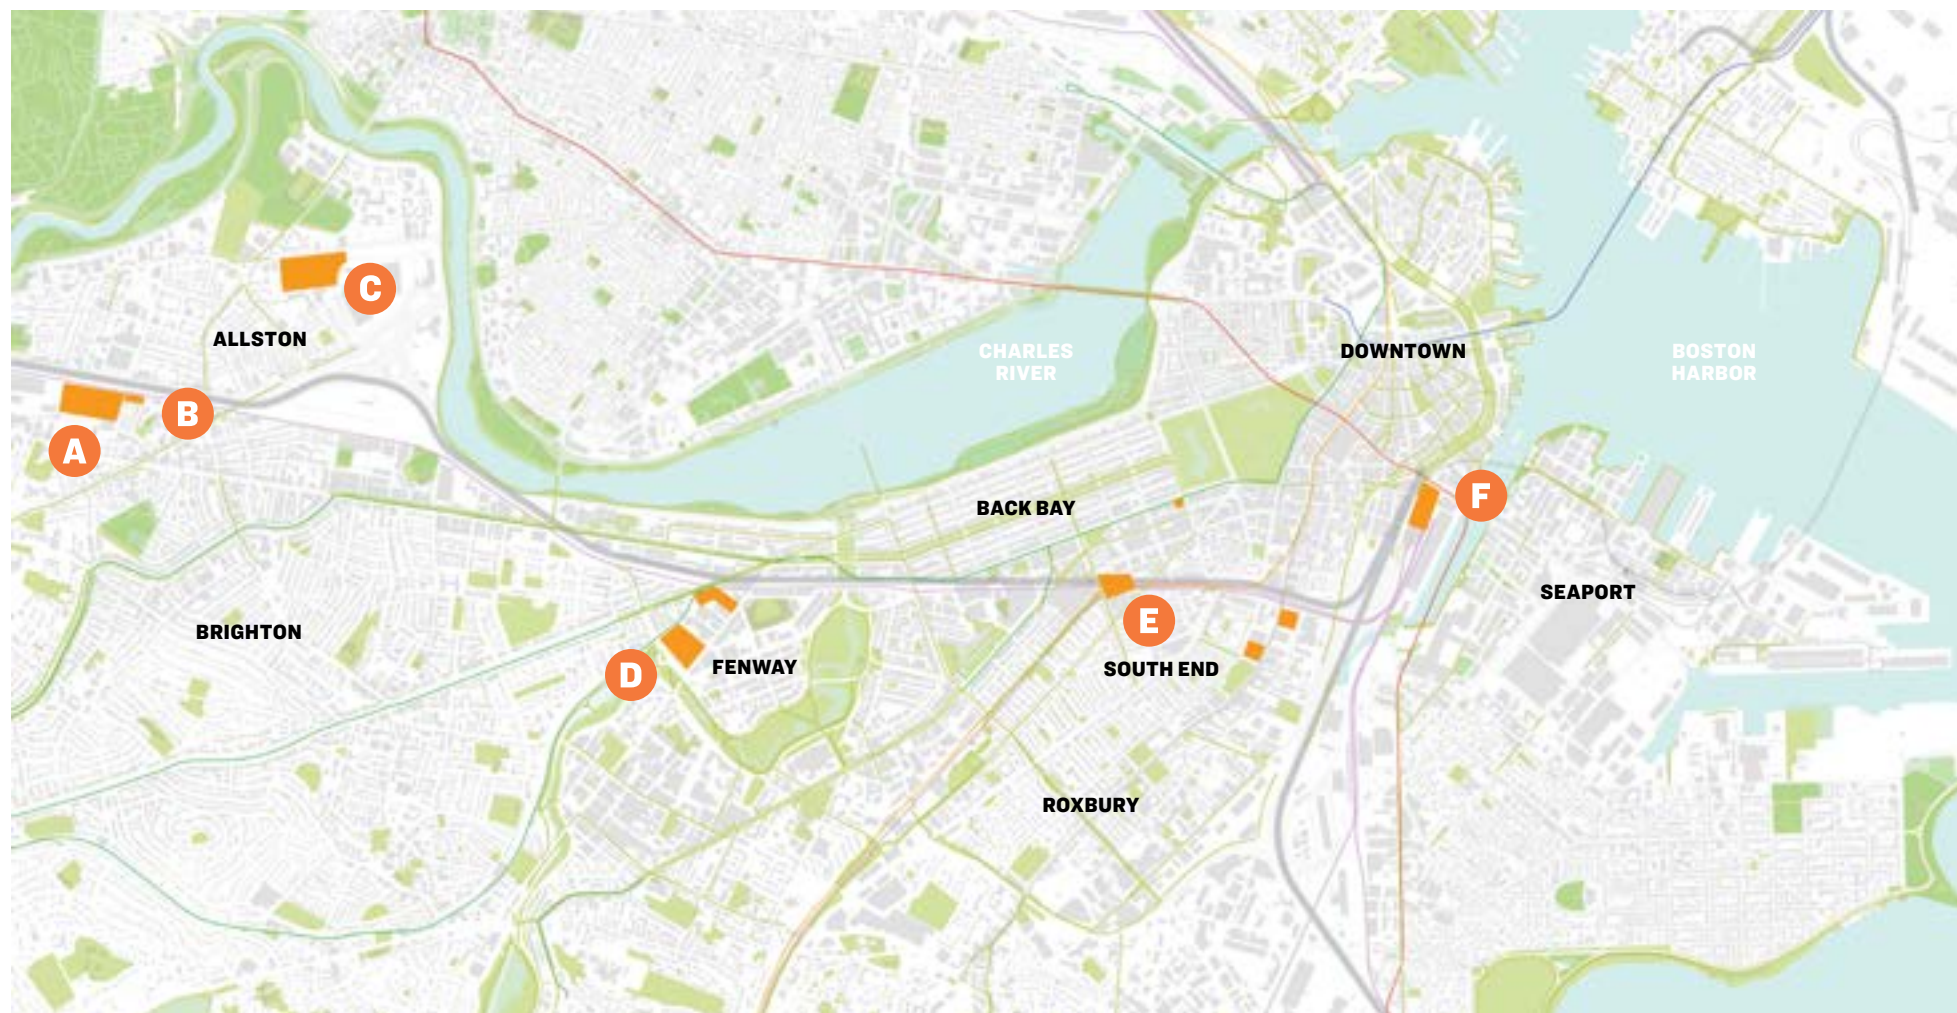 C
ALLSTON
CHARLES
RIVER
DOWNTOWN
BOSTON
HARBOR
B
A
F
BACK BAY
SEAPORT
E
BRIGHTON
D
FENWAY
SOUTH END
ROXBURY